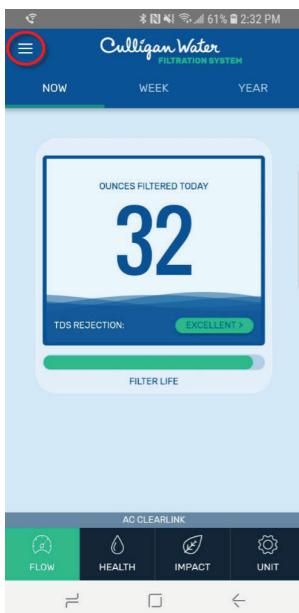 61% 2:32 PM
Culligan Water
FILTRATION SYSTEM
NOW WEEK YEAR
OUNCES FILTERED TODAY
32
TDS REJECTION: EXCELLENT >
FILTER LIFE
AC CLEARLINK
FLOW HEALTH IMPACT UNIT